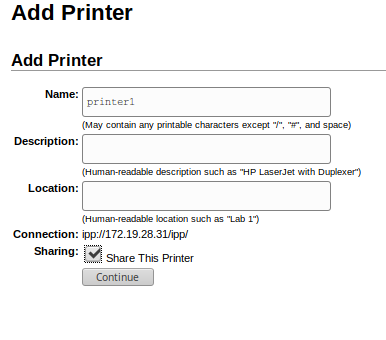 Add Printer
Add Printer
Name: printer1
(May contain any printable characters except "/", "#", and space)
Description:
(Human-readable description such as "HP LaserJet with Duplexer")
Location:
(Human-readable location such as "Lab 1")
Connection: ipp://172.19.28.31/ipp/
Sharing: Share This Printer
Continue